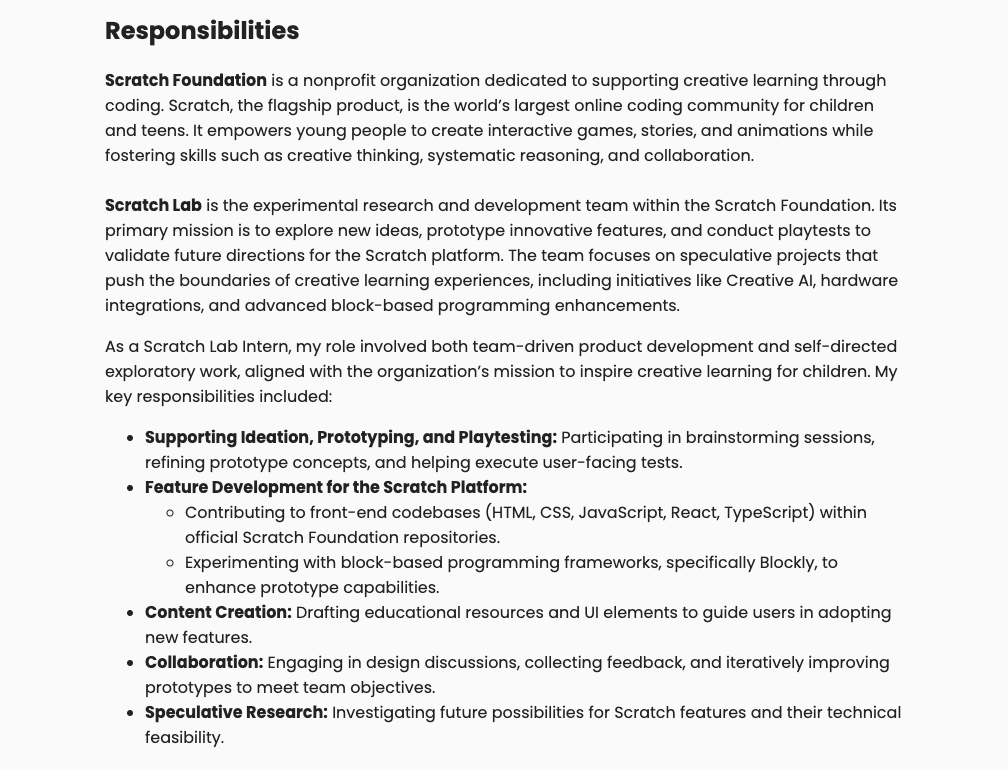 Responsibilities
Scratch Foundation is a nonprofit organization dedicated to supporting creative learning through
coding. Scratch, the flagship product, is the world’s largest online coding community for children
and teens. It empowers young people to create interactive games, stories, and animations while
fostering skills such as creative thinking, systematic reasoning, and collaboration.
Scratch Lab is the experimental research and development team within the Scratch Foundation. Its
primary mission is to explore new ideas, prototype innovative features, and conduct playtests to
validate future directions for the Scratch platform. The team focuses on speculative projects that
push the boundaries of creative learning experiences, including initiatives like Creative AI, hardware
integrations, and advanced block-based programming enhancements.
As a Scratch Lab Intern, my role involved both team-driven product development and self-directed
exploratory work, aligned with the organization’s mission to inspire creative learning for children. My
key responsibilities included:
• Supporting Ideation, Prototyping, and Playtesting: Participating in brainstorming sessions,
refining prototype concepts, and helping execute user-facing tests.
• Feature Development for the Scratch Platform:
◦ Contributing to front-end codebases (HTML, CSS, JavaScript, React, TypeScript) within
official Scratch Foundation repositories.
◦ Experimenting with block-based programming frameworks, specifically Blockly, to
enhance prototype capabilities.
• Content Creation: Drafting educational resources and UI elements to guide users in adopting
new features.
• Collaboration: Engaging in design discussions, collecting feedback, and iteratively improving
prototypes to meet team objectives.
• Speculative Research: Investigating future possibilities for Scratch features and their technical
feasibility.